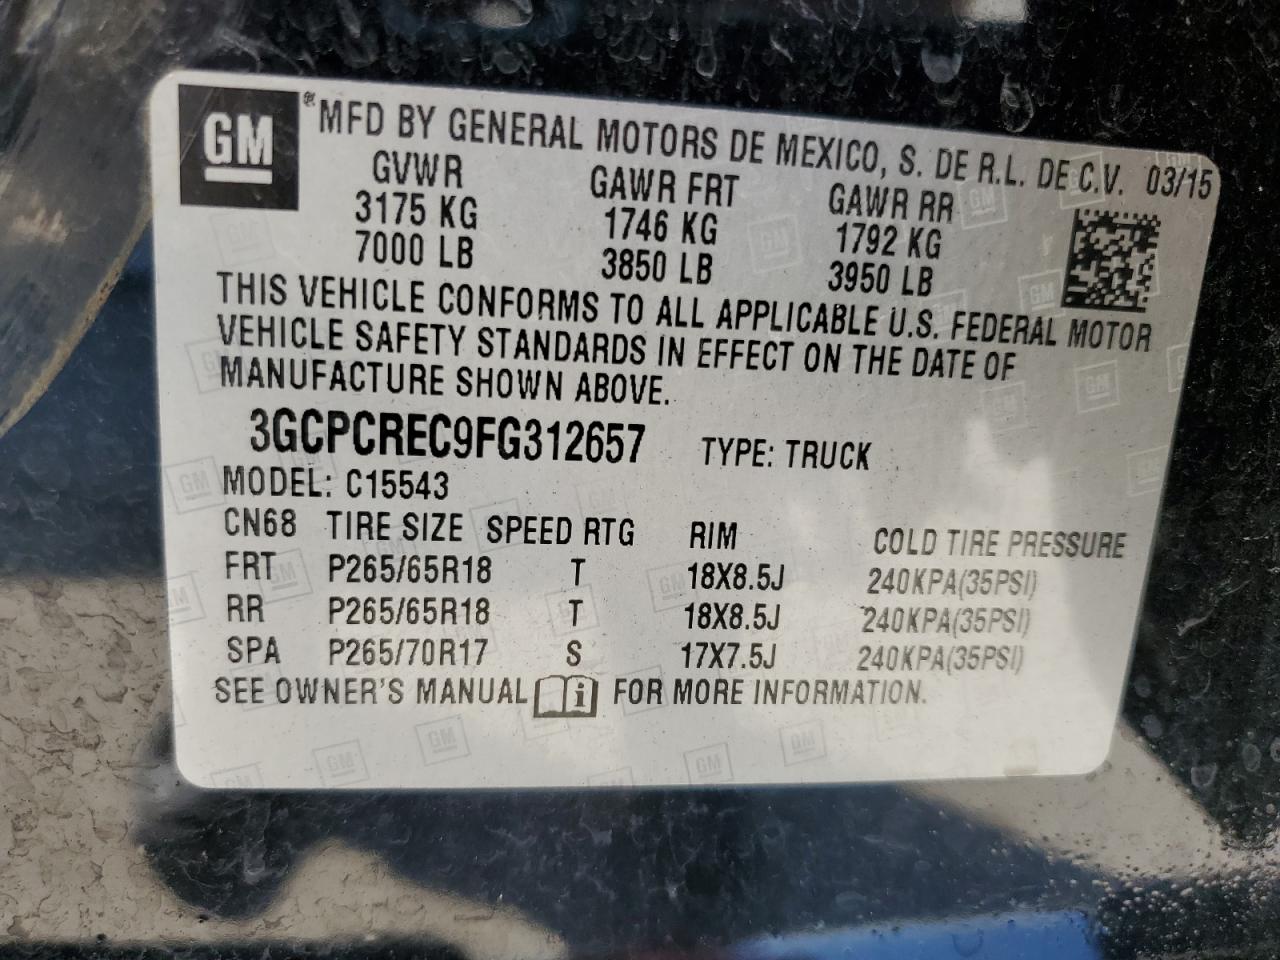 GM ® MFD BY GENERAL MOTORS DE MEXICO, S. DE R.L. DE C.V. 03/15
GVWR GAWR FRT GAWR RR
3175 KG 1746 KG 1792 KG
7000 LB 3850 LB 3950 LB
THIS VEHICLE CONFORMS TO ALL APPLICABLE U.S. FEDERAL MOTOR
VEHICLE SAFETY STANDARDS IN EFFECT ON THE DATE OF
MANUFACTURE SHOWN ABOVE.
3GCPCREC9FG312657 TYPE: TRUCK
MODEL: C15543
CN68 TIRE SIZE SPEED RTG RIM COLD TIRE PRESSURE
FRT P265/65R18 T 18X8.5J 240KPA(35PSI)
RR P265/65R18 T 18X8.5J 240KPA(35PSI)
SPA P265/70R17 S 17X7.5J 240KPA(35PSI)
SEE OWNER'S MANUAL i FOR MORE INFORMATION.